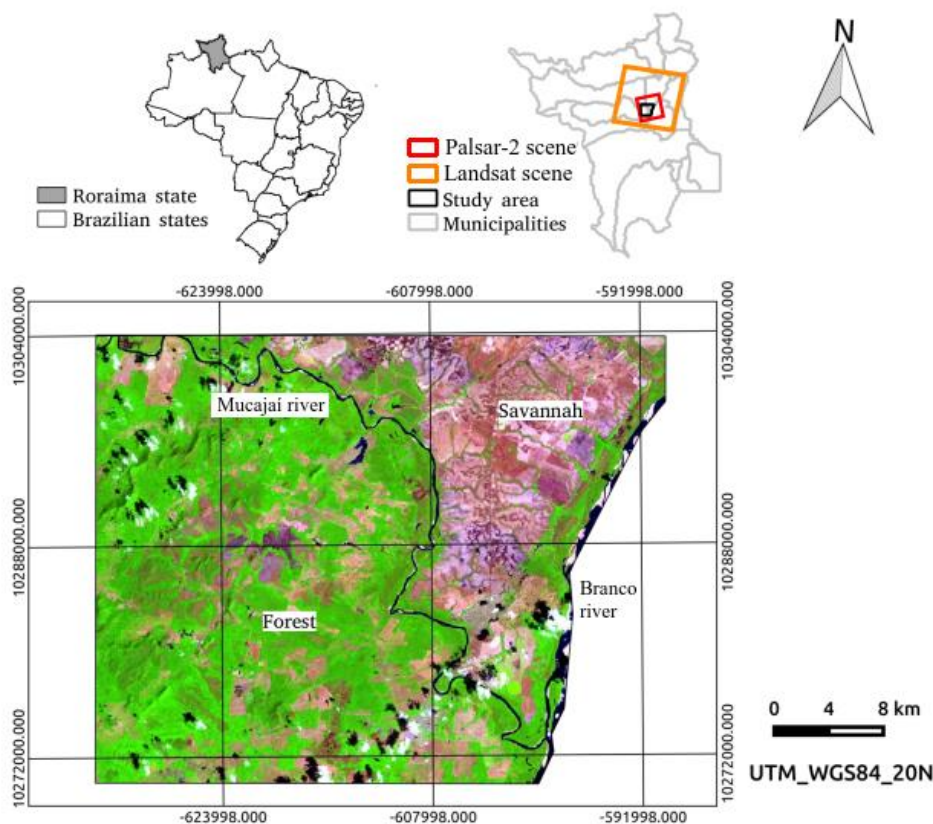 N
Palsar-2 scene
Landsat scene
Study area
Municipalities
Roraima state
Brazilian states
-623998.000
-607998.000
-591998.000
10304000.000
10304000.000
Mucajaí river
Savannah
10288000.000
10288000.000
Branco
river
Forest
0 4 8 km
10272000.000
10272000.000
UTM_WGS84_20N
-623998.000
-607998.000
-591998.000